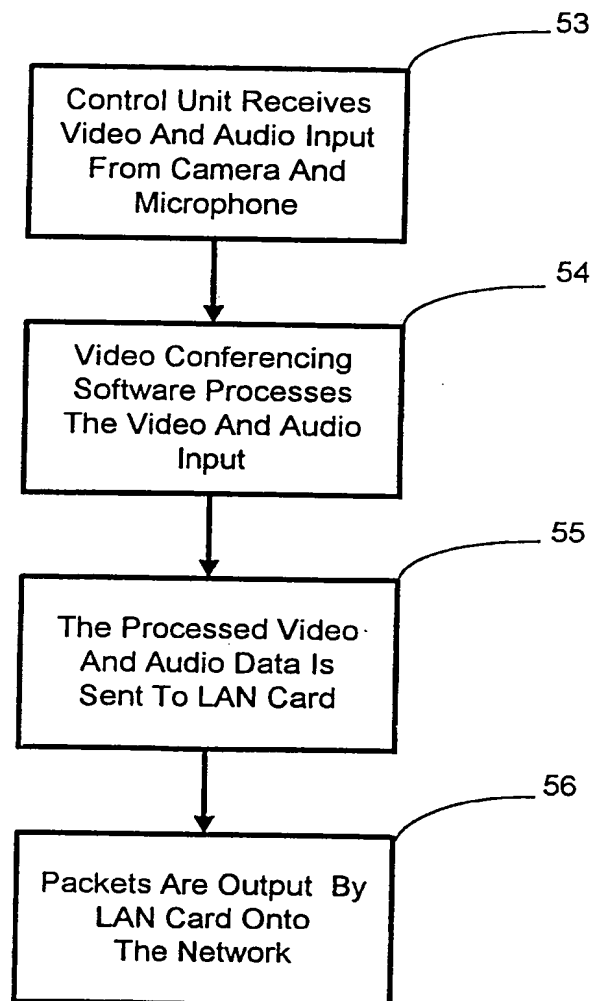 53
Control Unit Receives
Video And Audio Input
From Camera And
Microphone
54
Video Conferencing
Software Processes
The Video And Audio
Input
55
The Processed Video
And Audio Data Is
Sent To LAN Card
56
Packets Are Output By
LAN Card Onto
The Network